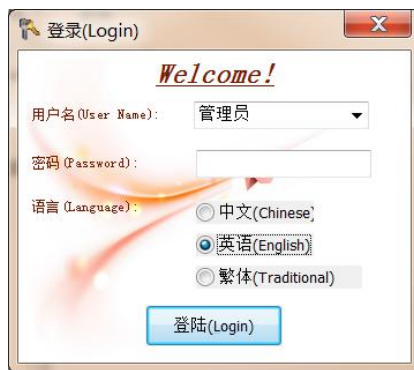 登录(Login)
Welcome!
用户名(User Name): 管理员
密码(Password):
语言(Language): 中文(Chinese)
英语(English)
繁体(Traditional)
登陆(Login)